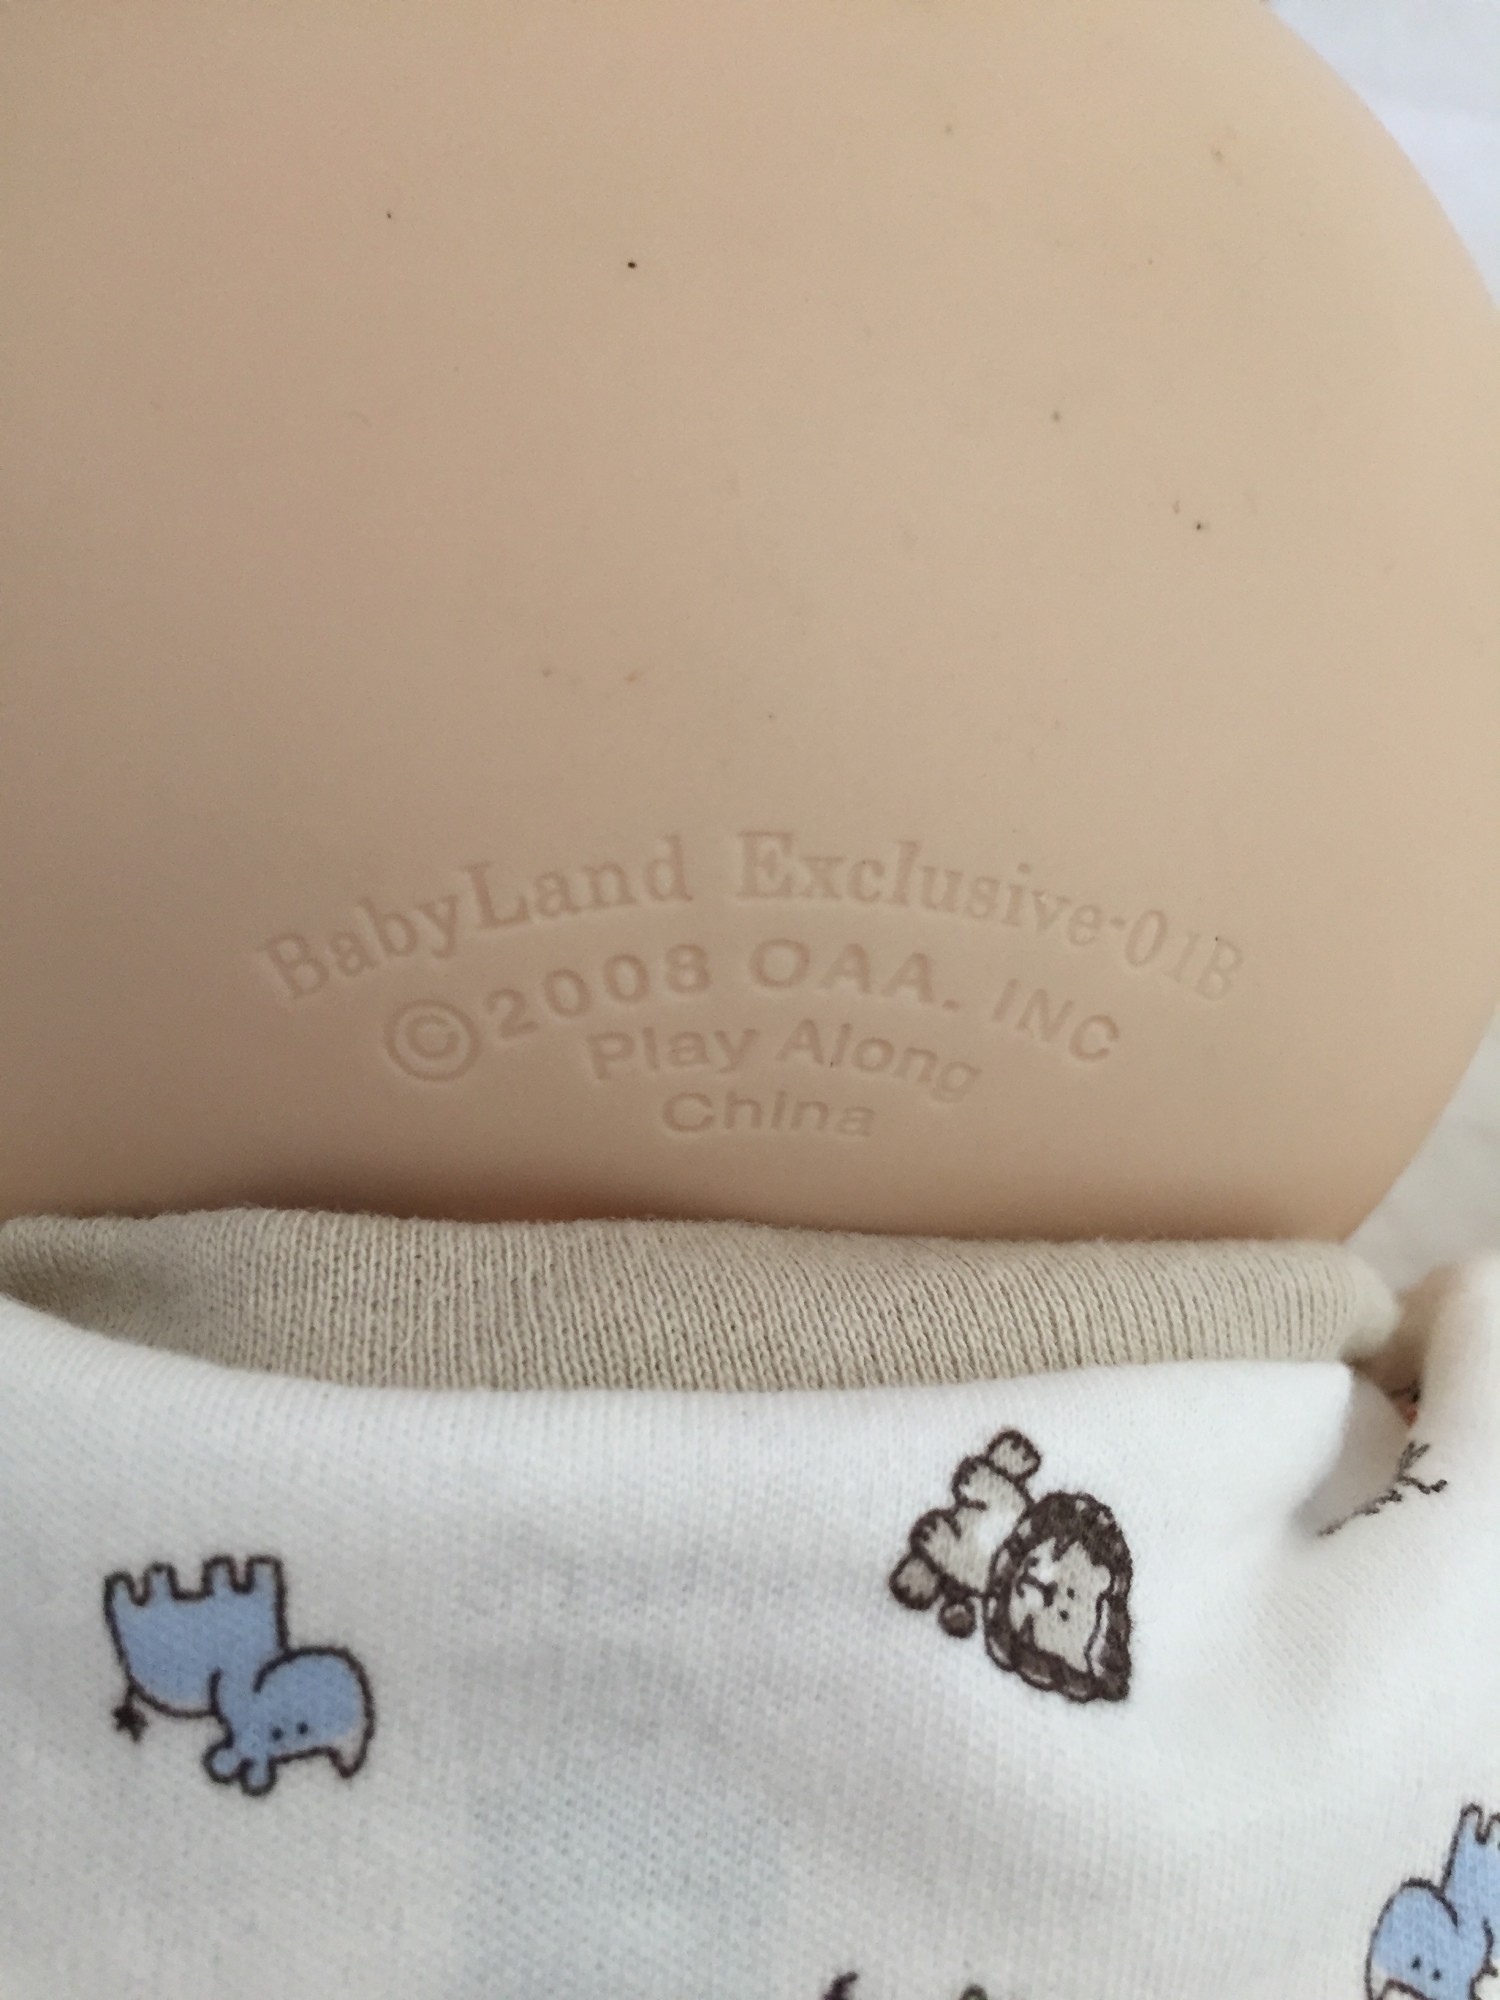 BabyLand Exclusive-01B
©2008 OAA. INC
Play Along
China